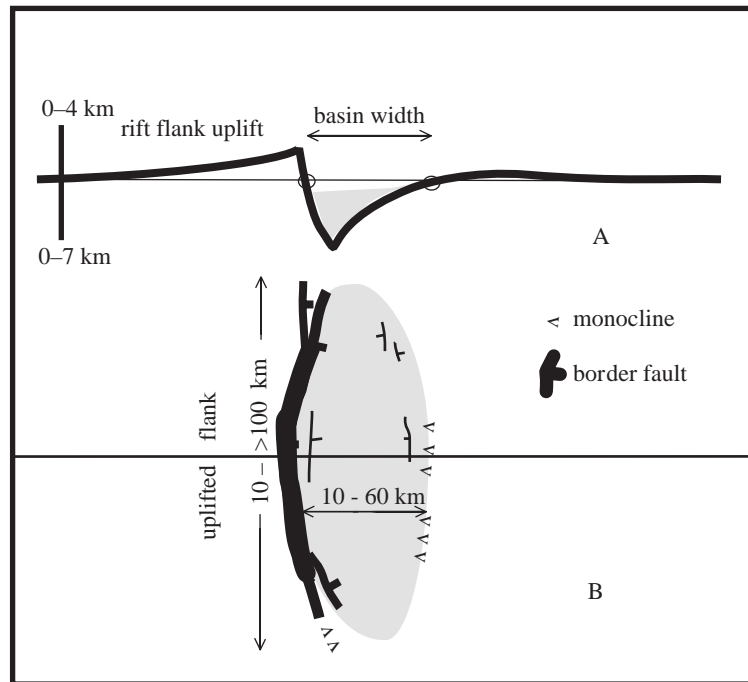 0–4 km
rift flank uplift
basin width
0–7 km
A
v monocline
border fault
uplifted flank
10 – >100 km
10 - 60 km
v
v
v
v
v
v
B
v
v